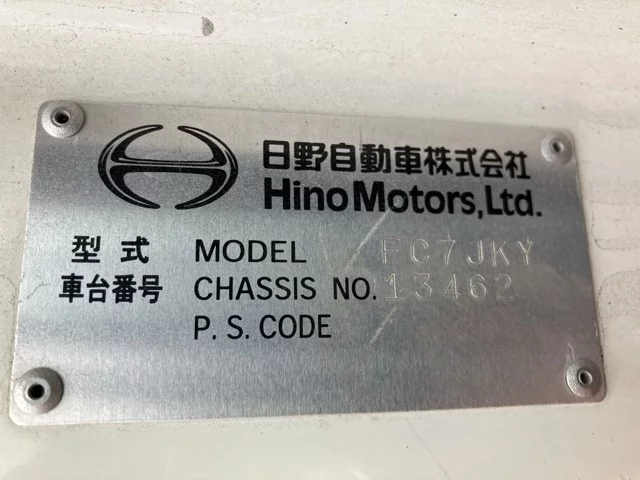 日野自動車株式会社
Hino Motors, Ltd.
型式 MODEL FC7JKY
車台番号 CHASSIS NO. 13462
P. S. CODE